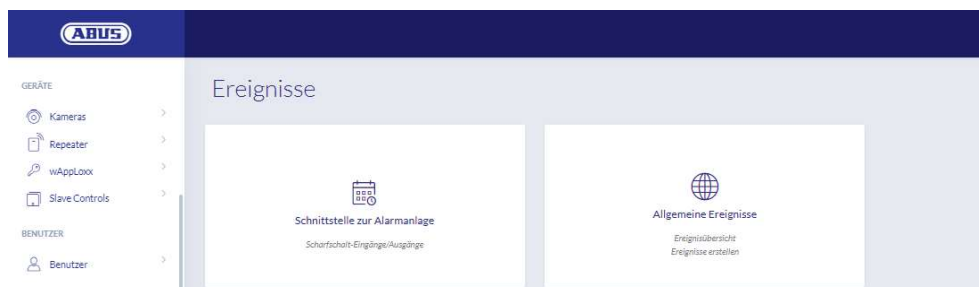 ABUS
GERÄTE
Kameras
Repeater
wAppLoxx
Slave Controls
BENUTZER
Benutzer
Ereignisse
Schnittstelle zur Alarmanlage
Scharfschalt-Eingänge/Ausgänge
Allgemeine Ereignisse
Ereignisübersicht
Ereignisse erstellen